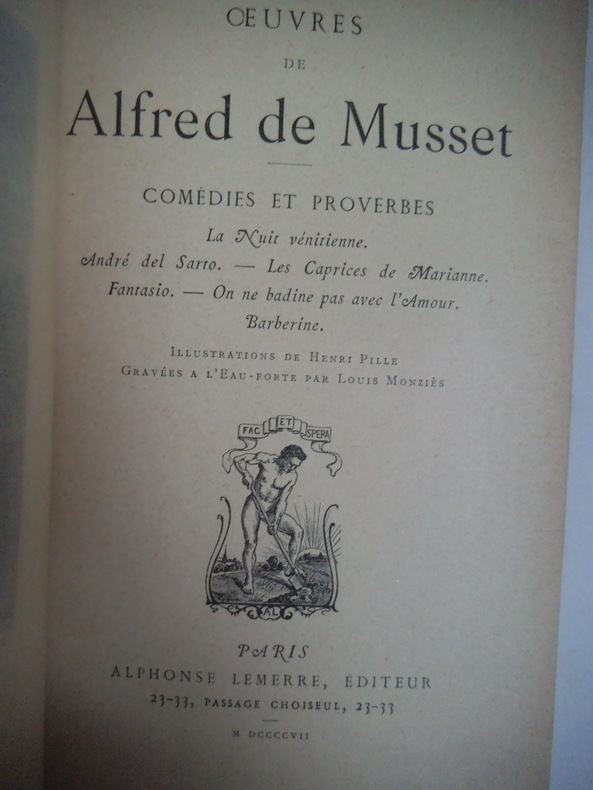 ŒUVRES
DE
Alfred de Musset
COMÉDIES ET PROVERBES
La Nuit vénitienne.
André del Sarto. — Les Caprices de Marianne.
Fantasio. — On ne badine pas avec l'Amour.
Barberine.
ILLUSTRATIONS DE HENRI PILLE
GRAVÉES A L'EAU-FORTE PAR LOUIS MONZIÈS
FAC ET SPERA
AL
PARIS
ALPHONSE LEMERRE, ÉDITEUR
23-33, PASSAGE CHOISEUL, 23-33
M DCCCCVII